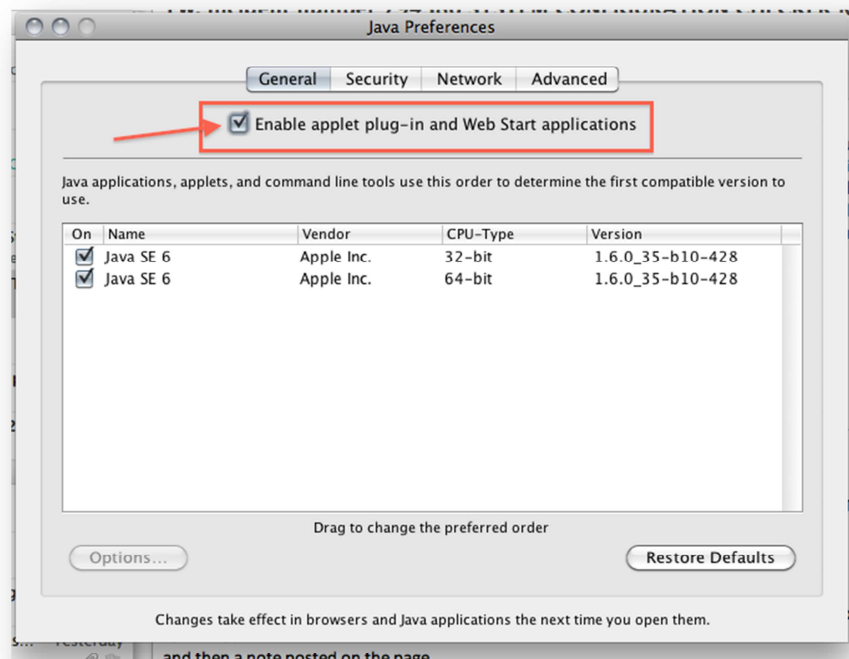 Java Preferences
General Security Network Advanced
Enable applet plug-in and Web Start applications
Java applications, applets, and command line tools use this order to determine the first compatible version to
use.
On Name Vendor CPU-Type Version
Java SE 6 Apple Inc. 32-bit 1.6.0_35-b10-428
Java SE 6 Apple Inc. 64-bit 1.6.0_35-b10-428
Drag to change the preferred order
Options... Restore Defaults
Changes take effect in browsers and Java applications the next time you open them.
Yesterday
and then a note posted on the page